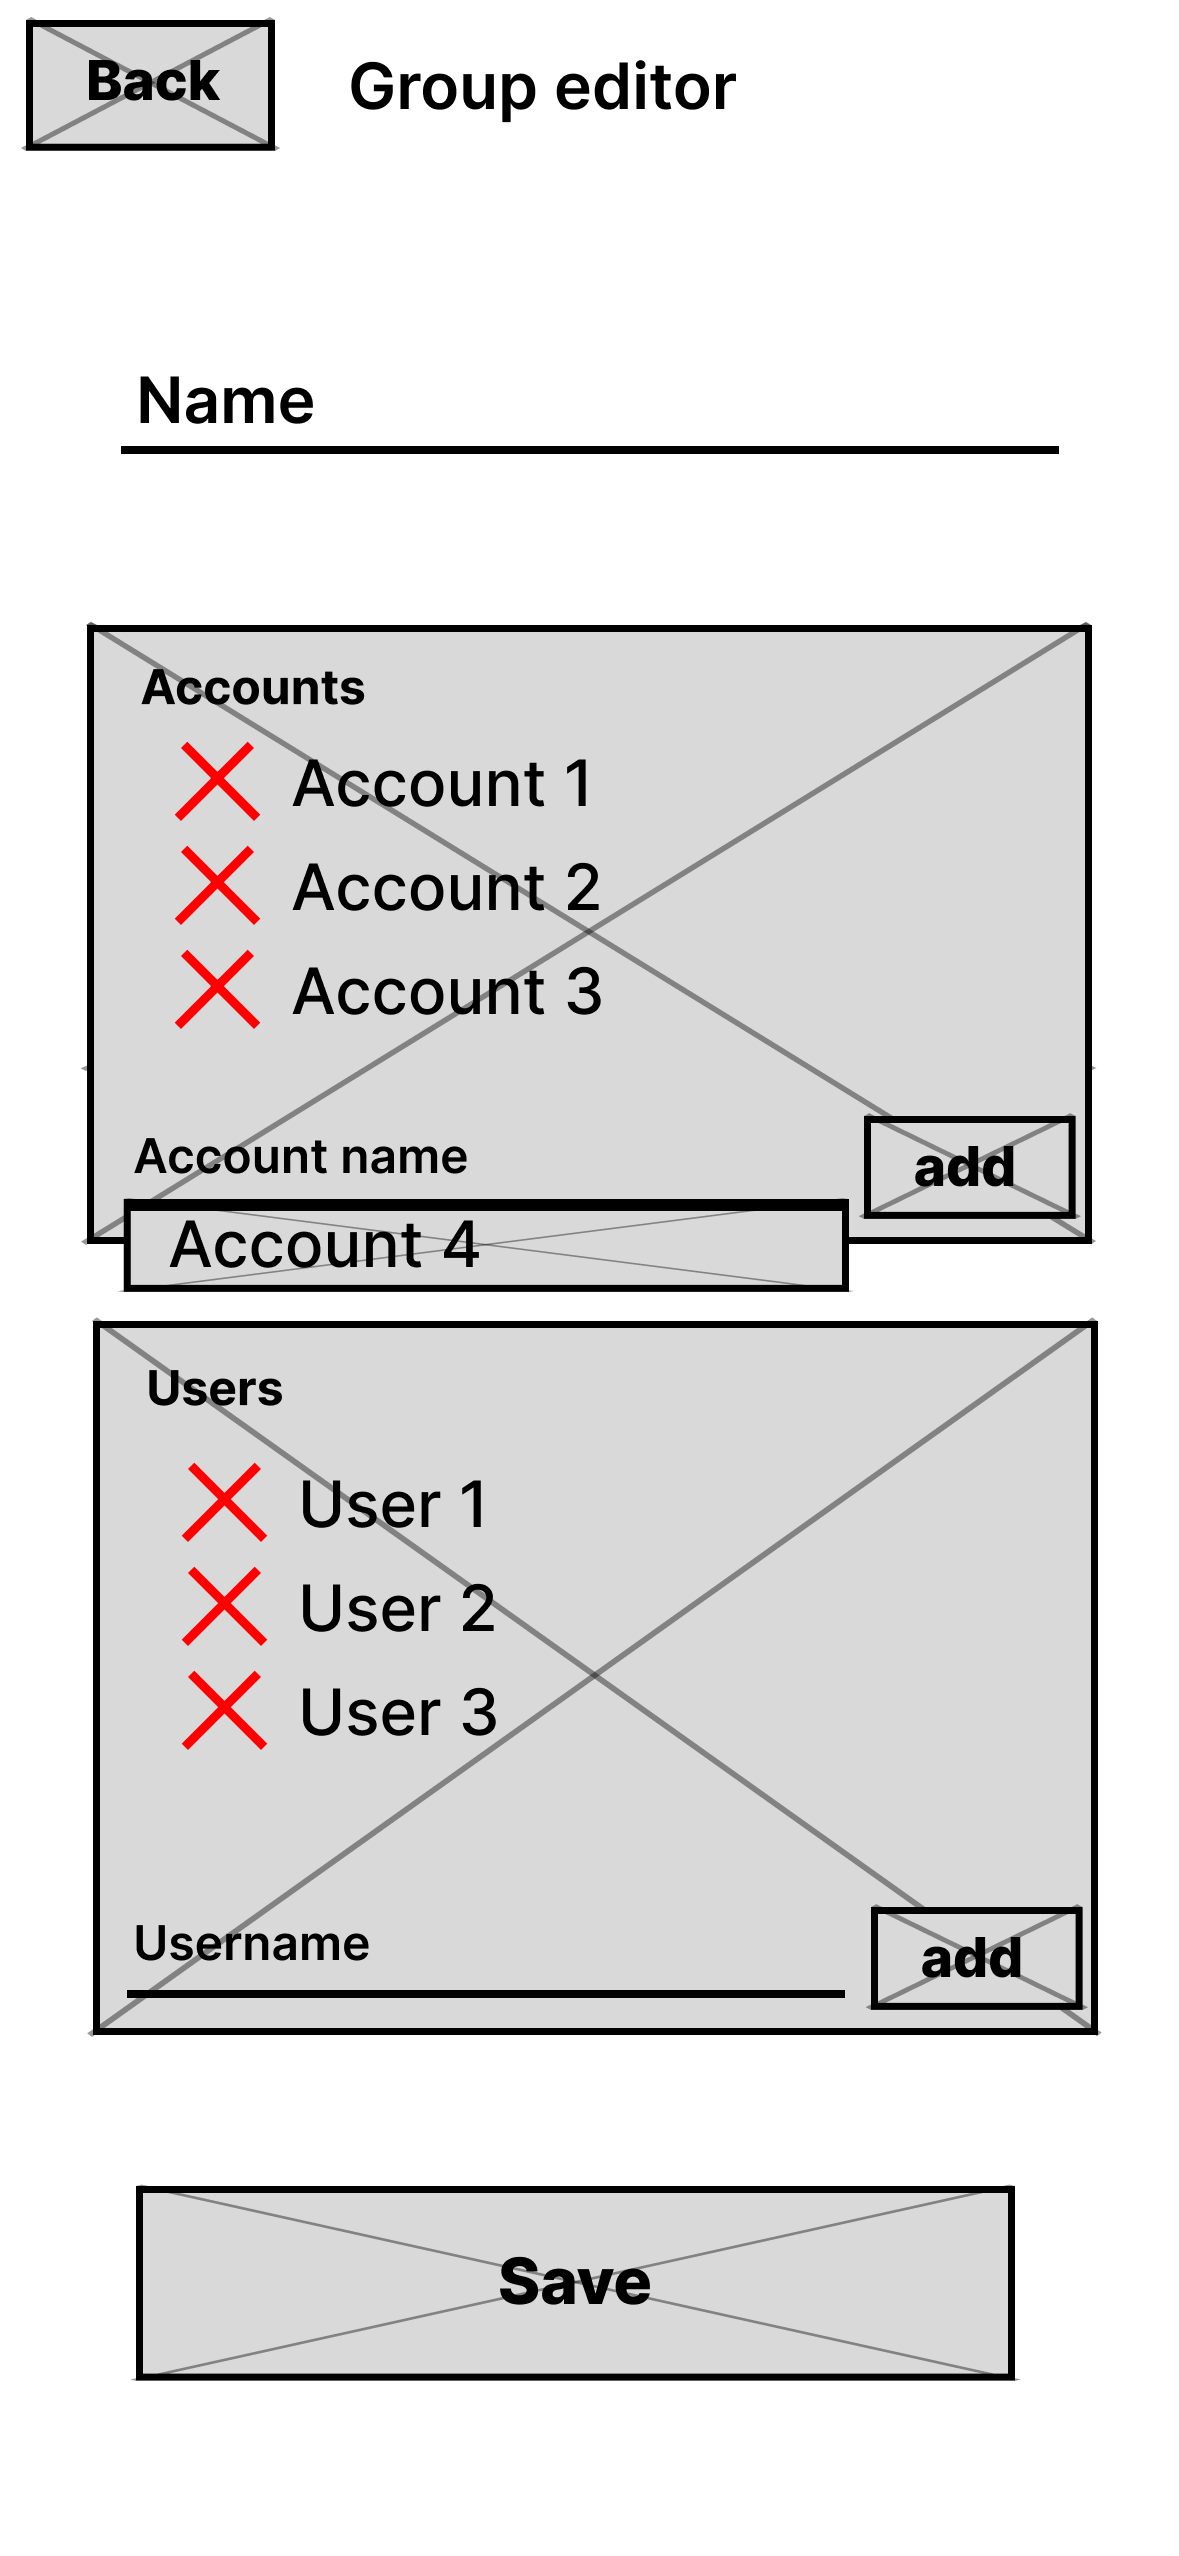 Back
Group editor
Name
Accounts
Account 1
Account 2
Account 3
Account name
add
Account 4
Users
User 1
User 2
User 3
Username
add
Save